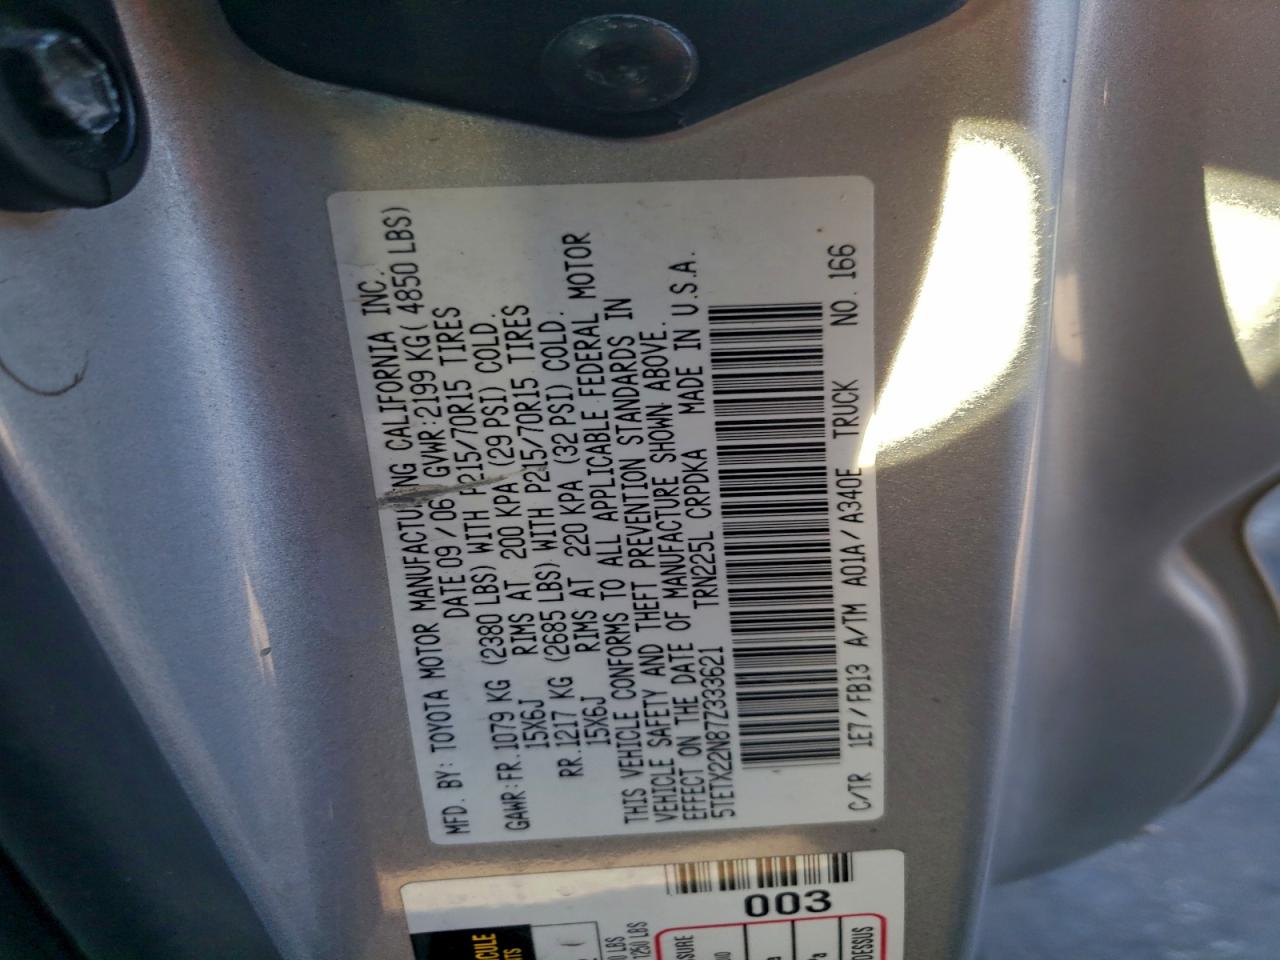 MFD. BY: TOYOTA MOTOR MANUFACTURING CALIFORNIA INC.
DATE 09/06 GVWR:2199 KG( 4850 LBS)
GAWR:FR.1079 KG (2380 LBS) WITH P215/70R15 TIRES
15X6J RIMS AT 200 KPA (29 PSI) COLD.
RR.1217 KG (2685 LBS) WITH P215/70R15 TIRES
15X6J RIMS AT 220 KPA (32 PSI) COLD.
THIS VEHICLE CONFORMS TO ALL APPLICABLE FEDERAL MOTOR
VEHICLE SAFETY AND THEFT PREVENTION STANDARDS IN
EFFECT ON THE DATE OF MANUFACTURE SHOWN ABOVE.
5TETX22N87Z333621 TRN225L CRPDKA MADE IN U.S.A.
C/TR 1E7/FB13 A/TM A01A/A340E TRUCK NO. 166
003
1250 LBS
DESSUS